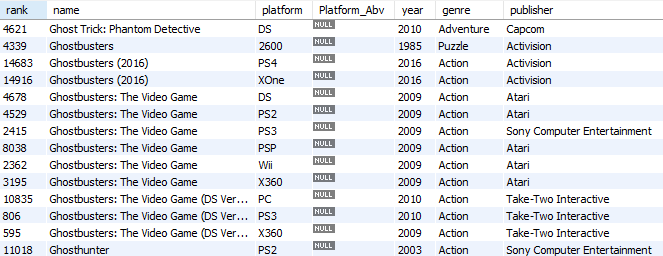 rank name platform Platform_Abv year genre publisher
4621 Ghost Trick: Phantom Detective DS NULL 2010 Adventure Capcom
4339 Ghostbusters 2600 NULL 1985 Puzzle Activision
14683 Ghostbusters (2016) PS4 NULL 2016 Action Activision
14916 Ghostbusters (2016) XOne NULL 2016 Action Activision
4678 Ghostbusters: The Video Game DS NULL 2009 Action Atari
4529 Ghostbusters: The Video Game PS2 NULL 2009 Action Atari
2415 Ghostbusters: The Video Game PS3 NULL 2009 Action Sony Computer Entertainment
8038 Ghostbusters: The Video Game PSP NULL 2009 Action Atari
2362 Ghostbusters: The Video Game Wii NULL 2009 Action Atari
3195 Ghostbusters: The Video Game X360 NULL 2009 Action Atari
10835 Ghostbusters: The Video Game (DS Ver... PC NULL 2010 Action Take-Two Interactive
806 Ghostbusters: The Video Game (DS Ver... PS3 NULL 2010 Action Take-Two Interactive
595 Ghostbusters: The Video Game (DS Ver... X360 NULL 2009 Action Take-Two Interactive
11018 Ghosthunter PS2 NULL 2003 Action Sony Computer Entertainment